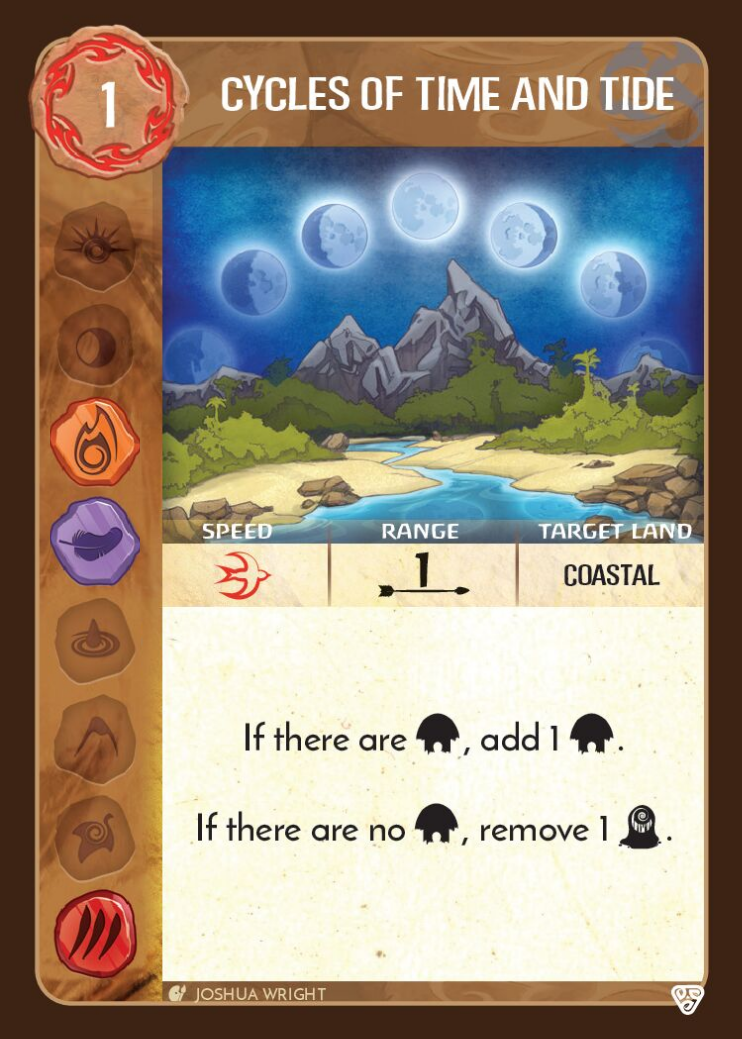 1
CYCLES OF TIME AND TIDE
SPEED RANGE TARGET LAND
1 COASTAL
If there are , add 1 .
If there are no , remove 1 .
JOSHUA WRIGHT